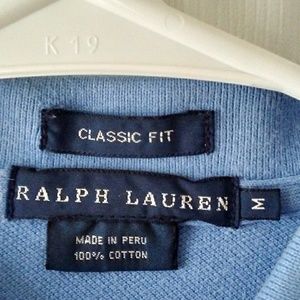 K 19
CLASSIC FIT
RALPH LAUREN M
MADE IN PERU
100% COTTON